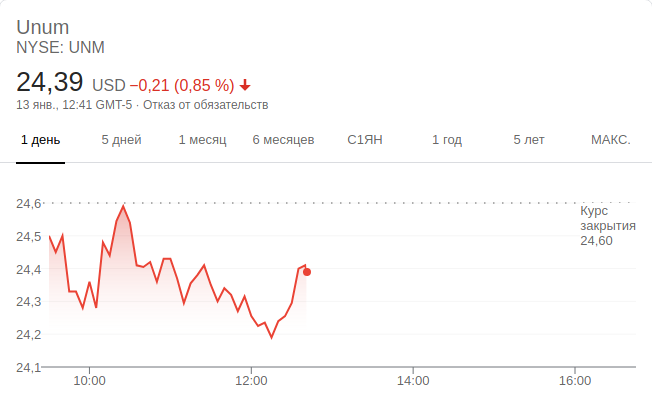 Unum
NYSE: UNM
24,39 USD −0,21 (0,85 %)
13 янв., 12:41 GMT-5 · Отказ от обязательств
1 день 5 дней 1 месяц 6 месяцев С1ЯН 1 год 5 лет МАКС.
24,6
Курс
закрытия
24,60
24,5
24,4
24,3
24,2
24,1
10:00 12:00 14:00 16:00